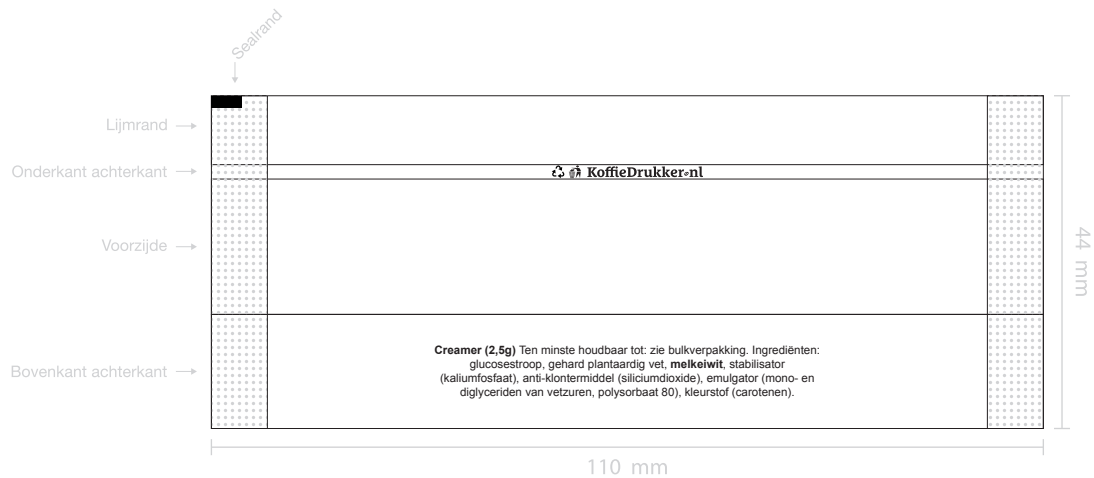 Sealrand
Lijmrand
Onderkant achterkant
KoffieDrukker.nl
Voorzijde
44 mm
Creamer (2,5g) Ten minste houdbaar tot: zie bulkverpakking. Ingrediënten:
glucosestroop, gehard plantaardig vet, melkeiwit, stabilisator
(kaliumfosfaat), anti-klontermiddel (siliciumdioxide), emulgator (mono- en
diglyceriden van vetzuren, polysorbaat 80), kleurstof (carotenen).
Bovenkant achterkant
110 mm